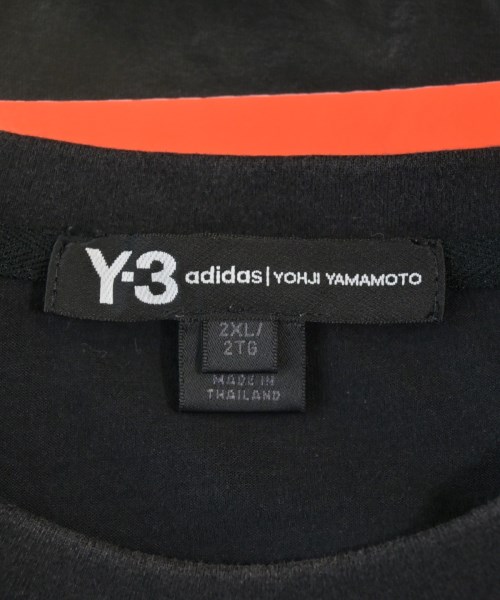 Y-3 adidas | YOHJI YAMAMOTO
2XL/
2TG
MADE IN
THAILAND